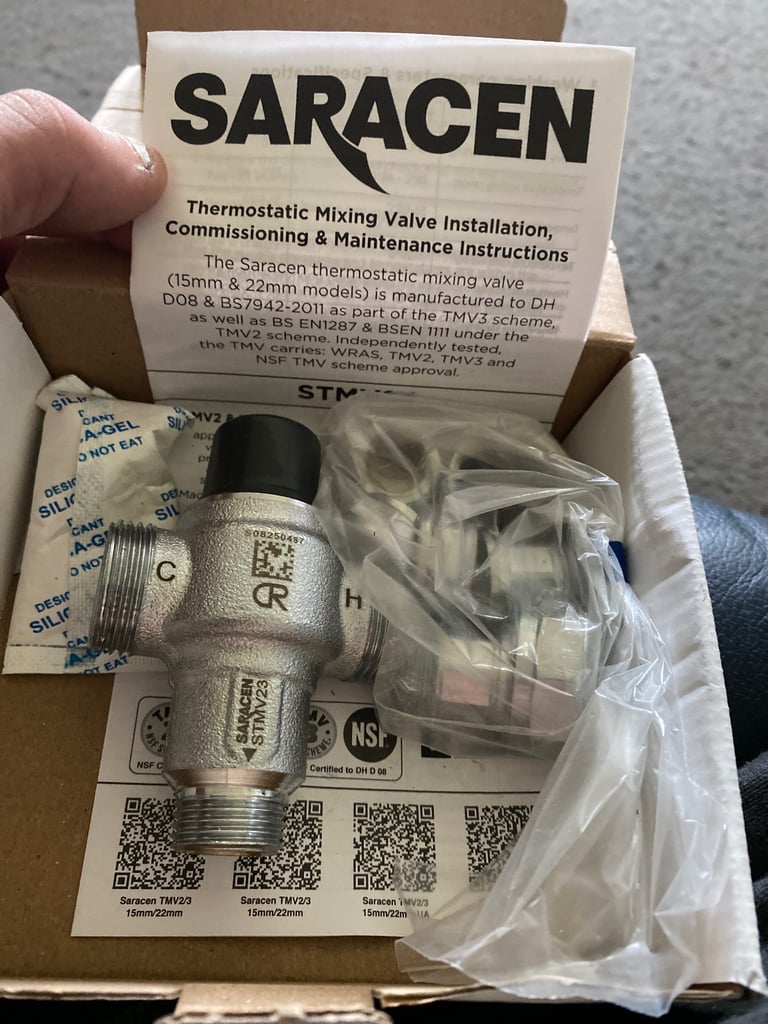 SARACEN
Thermostatic Mixing Valve Installation,
Commissioning & Maintenance Instructions
The Saracen thermostatic mixing valve
(15mm & 22mm models) is manufactured to DH
D08 & BS7942-2011 as part of the TMV3 scheme,
as well as BS EN1287 & BSEN 1111 under the
TMV2 scheme. Independently tested,
the TMV carries: WRAS, TMV2, TMV3 and
NSF TMV scheme approval.
DO NOT EAT
SILI
A-GEL
S08250487
C
H
SARACEN
STMV23
NSF
NSF C
Certified to DH D 08
Saracen TMV2/3
15mm/22mm
Saracen TMV2/3
15mm/22mm
Saracen TMV2/3